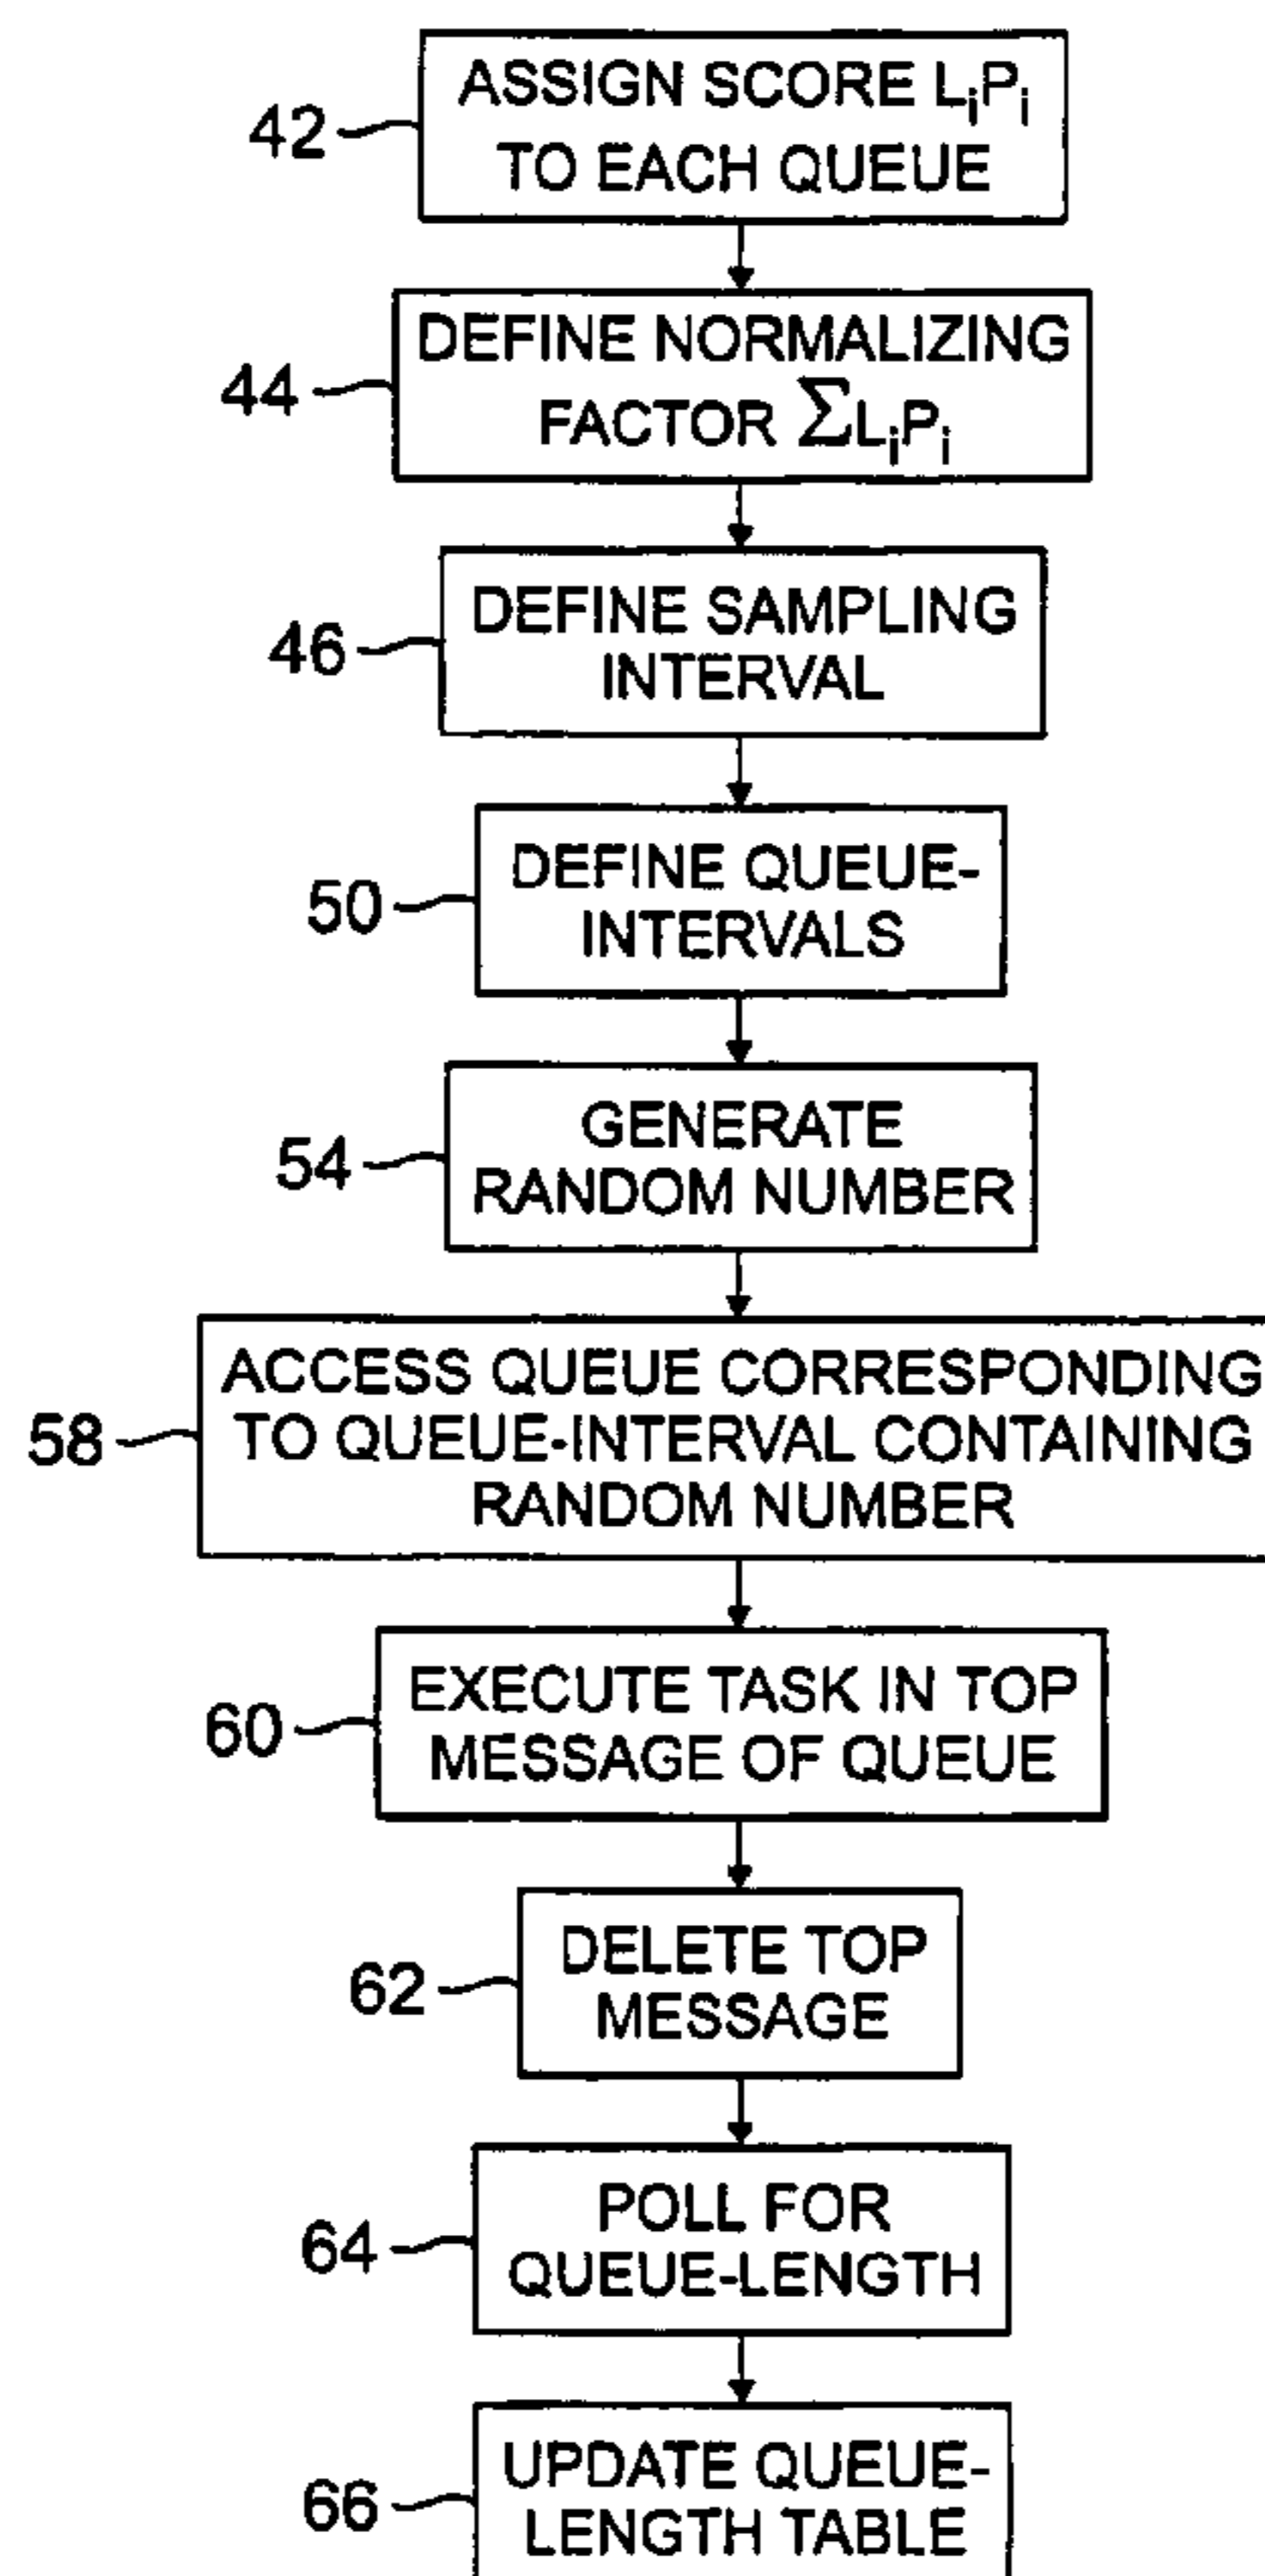 ASSIGN SCORE LiPi
42
TO EACH QUEUE
DEFINE NORMALIZING
44
FACTOR ΣLiPi
DEFINE SAMPLING
46
INTERVAL
DEFINE QUEUE-
50
INTERVALS
GENERATE
54
RANDOM NUMBER
ACCESS QUEUE CORRESPONDING
58
TO QUEUE-INTERVAL CONTAINING
RANDOM NUMBER
EXECUTE TASK IN TOP
60
MESSAGE OF QUEUE
DELETE TOP
62
MESSAGE
POLL FOR
64
QUEUE-LENGTH
UPDATE QUEUE-
66
LENGTH TABLE